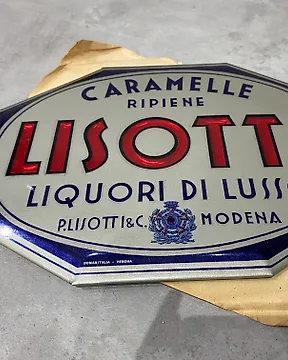 CARAMELLE
RIPIENE
LISOTT
LIQUORI DI LUSS
P.LISOTTI&C. MODENA